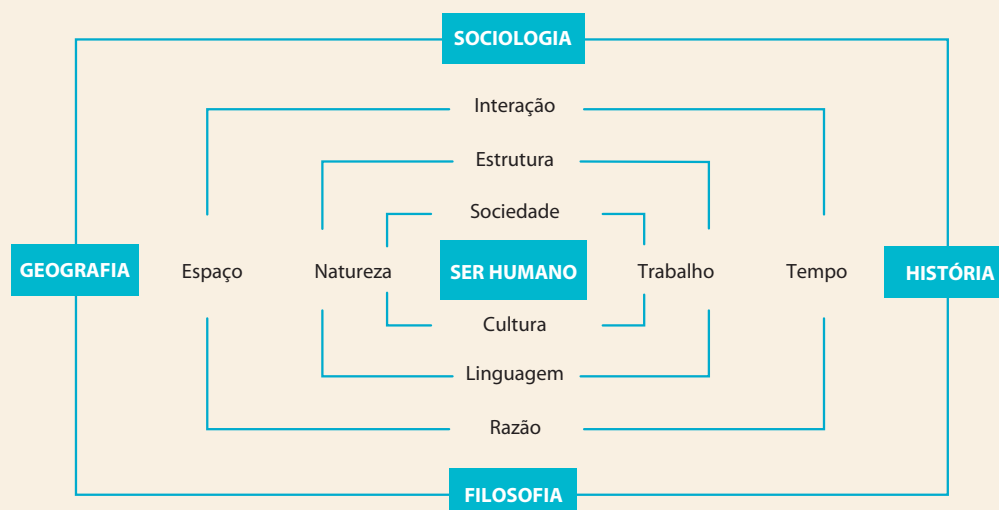 SOCIOLOGIA
Interação
Estrutura
Sociedade
GEOGRAFIA Espaço Natureza SER HUMANO Trabalho Tempo HISTÓRIA
Cultura
Linguagem
Razão
FILOSOFIA